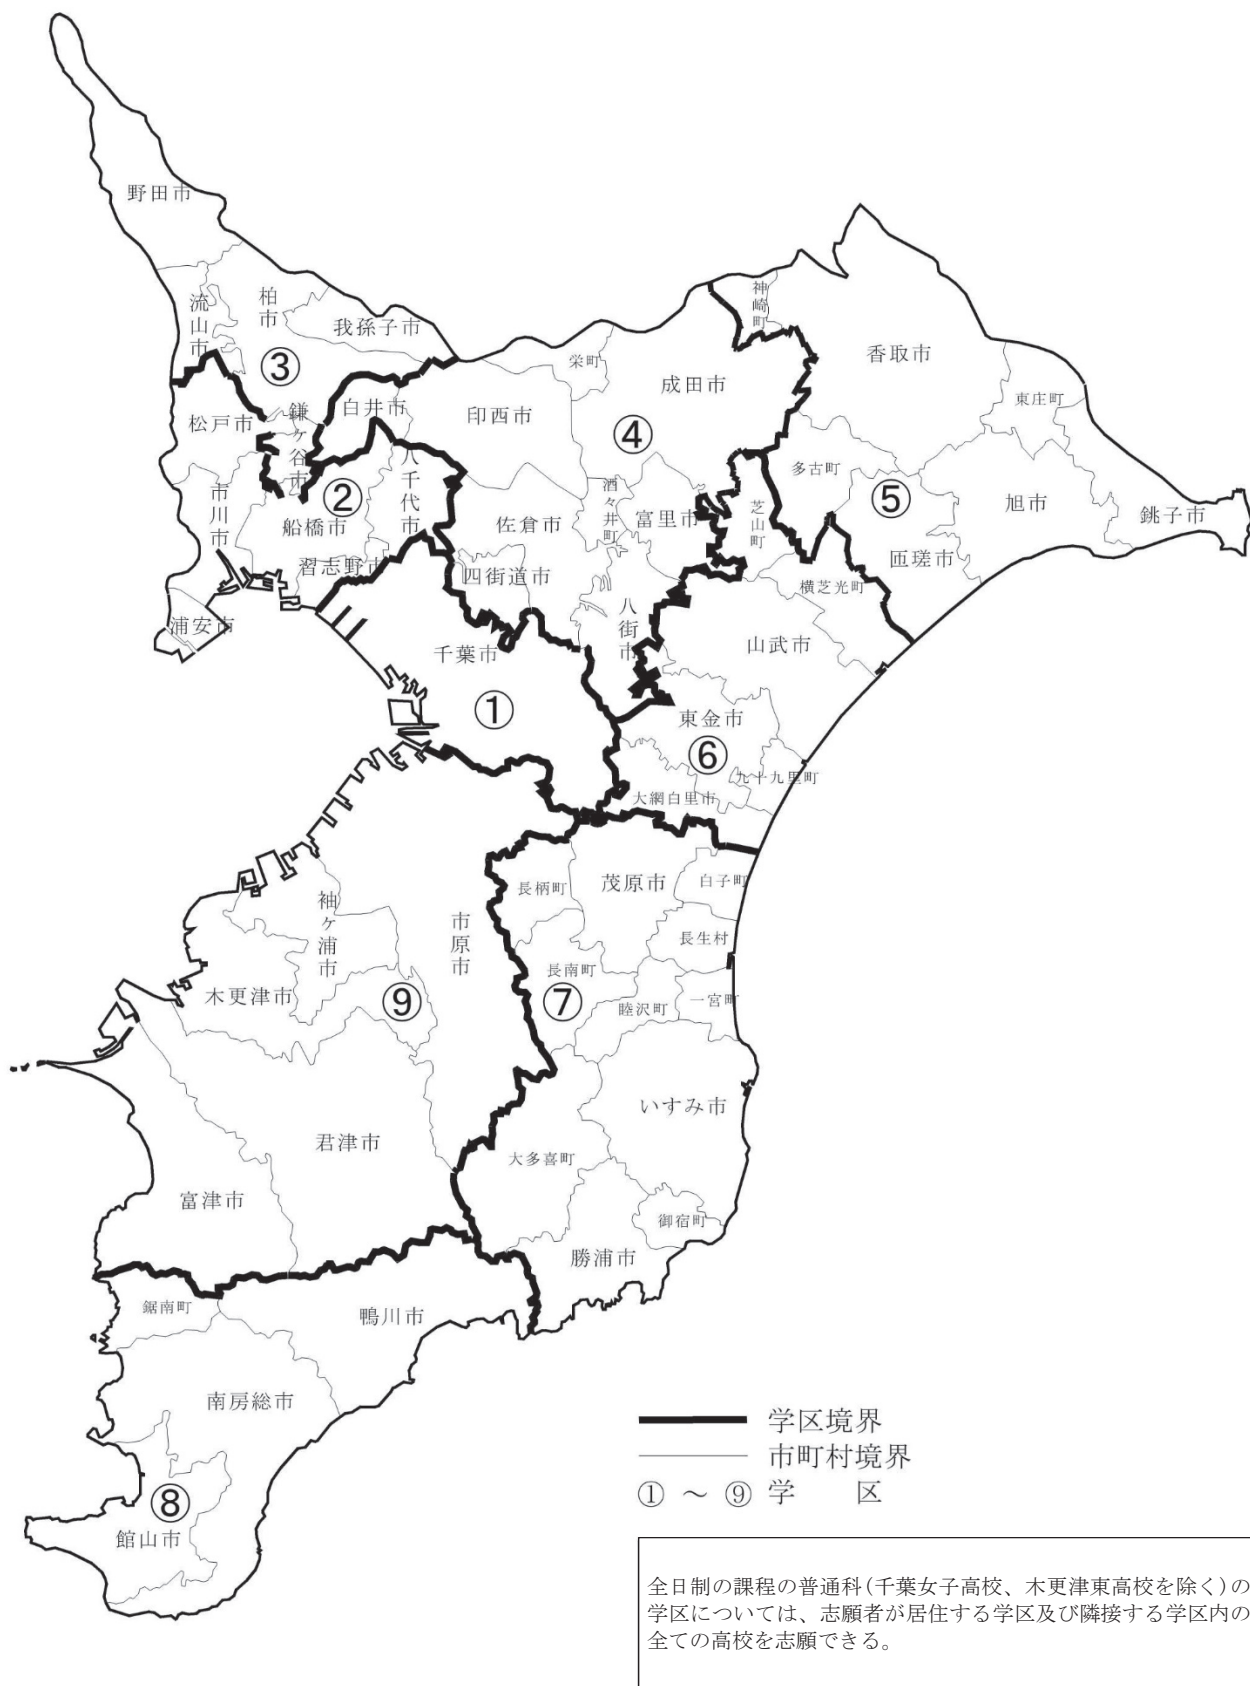 野田市
流山市
柏市
我孫子市
③
松戸市
鎌ヶ谷市
白井市
印西市
栄町
成田市
④
神崎町
香取市
東庄町
多古町
⑤
旭市
銚子市
匝瑳市
市川市
②
船橋市
八千代市
習志野市
浦安市
佐倉市
酒々井町
富里市
芝山町
四街道市
八街市
横芝光町
山武市
千葉市
①
東金市
⑥
九十九里町
大網白里市
長柄町
茂原市
白子町
長生村
袖ヶ浦市
市原市
木更津市
⑨
長南町
⑦
睦沢町
一宮町
いすみ市
君津市
大多喜町
富津市
御宿町
勝浦市
鋸南町
鴨川市
南房総市
⑧
館山市
学区境界
市町村境界
① ～ ⑨ 学　区
全日制の課程の普通科(千葉女子高校、木更津東高校を除く)の
学区については、志願者が居住する学区及び隣接する学区内の
全ての高校を志願できる。